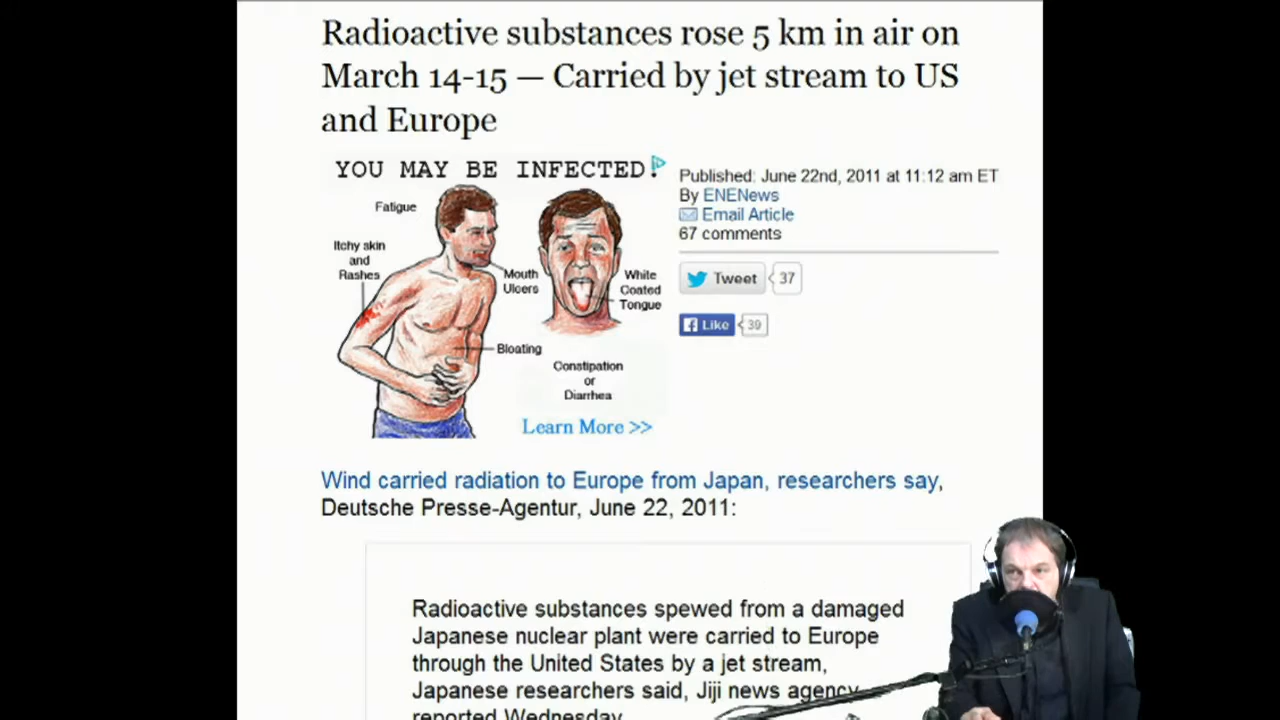 Radioactive substances rose 5 km in air on
March 14-15 — Carried by jet stream to US
and Europe
YOU MAY BE INFECTED!
Fatigue
Itchy skin
and
Rashes
Mouth
Ulcers
White
Coated
Tongue
Bloating
Constipation
or
Diarrhea
Learn More >>
Published: June 22nd, 2011 at 11:12 am ET
By ENENews
Email Article
67 comments
Tweet 37
Like 39
Wind carried radiation to Europe from Japan, researchers say,
Deutsche Presse-Agentur, June 22, 2011:
Radioactive substances spewed from a damaged
Japanese nuclear plant were carried to Europe
through the United States by a jet stream,
Japanese researchers said, Jiji news agency
reported Wednesday